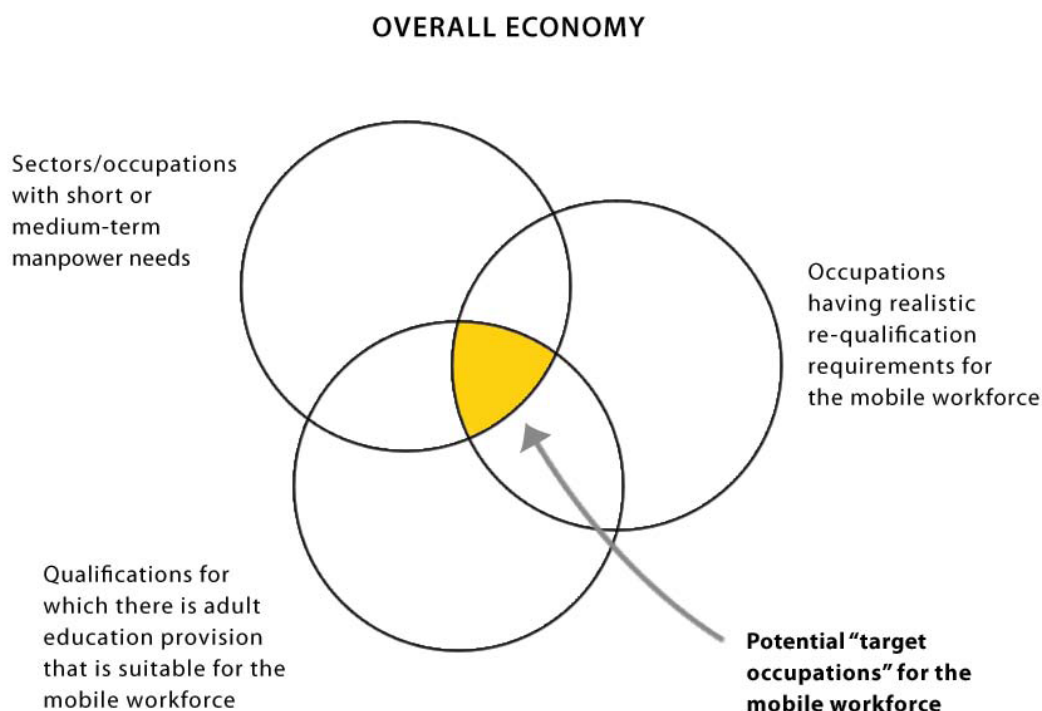 OVERALL ECONOMY
Sectors/occupations
with short or
medium-term
manpower needs
Occupations
having realistic
re-qualification
requirements for
the mobile workforce
Qualifications for
which there is adult
education provision
that is suitable for the
mobile workforce
Potential “target
occupations” for the
mobile workforce